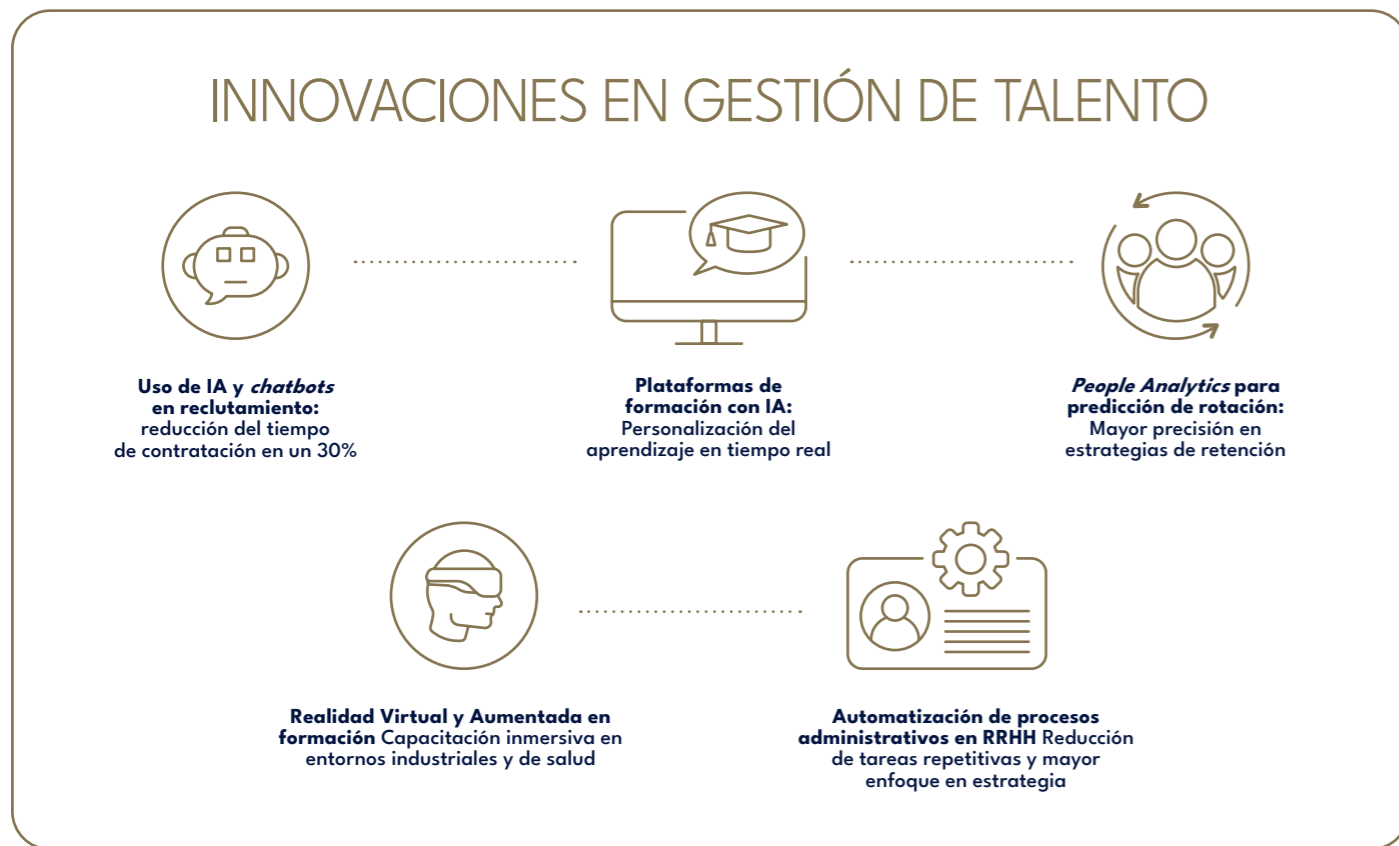 INNOVACIONES EN GESTIÓN DE TALENTO
Uso de IA y chatbots
en reclutamiento:
reducción del tiempo
de contratación en un 30%
Plataformas de
formación con IA:
Personalización del
aprendizaje en tiempo real
People Analytics para
predicción de rotación:
Mayor precisión en
estrategias de retención
Realidad Virtual y Aumentada en
formación Capacitación inmersiva en
entornos industriales y de salud
Automatización de procesos
administrativos en RRHH Reducción
de tareas repetitivas y mayor
enfoque en estrategia